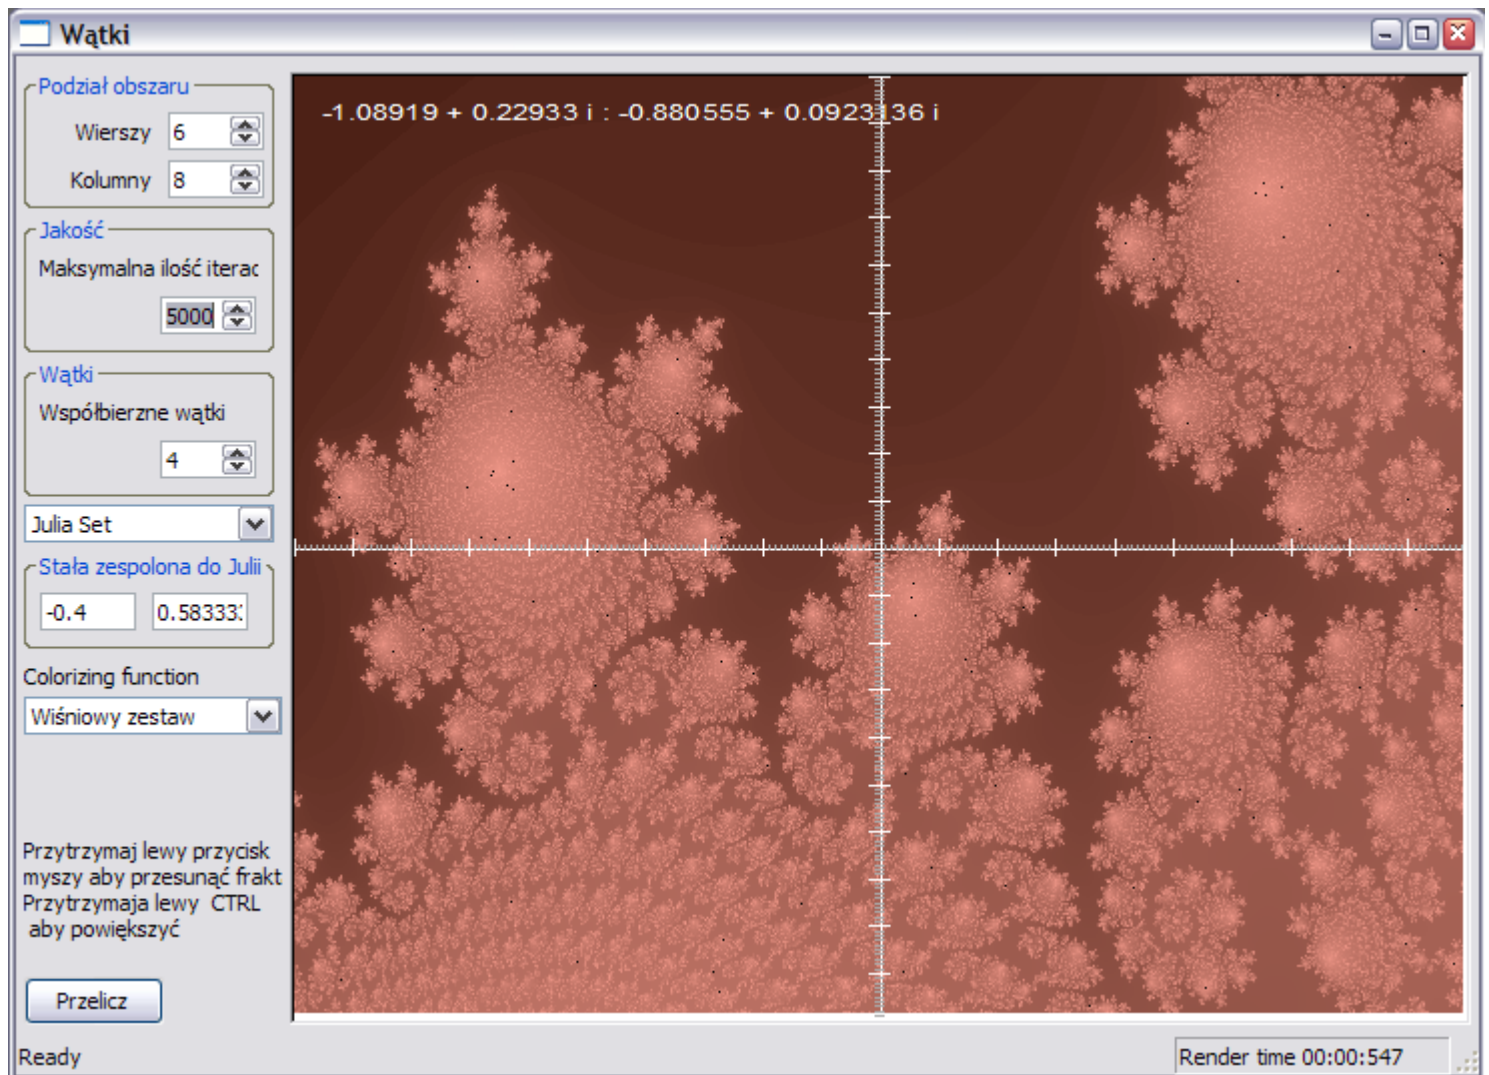 Wątki
Podział obszaru
Wierszy 6
Kolumny 8
Jakość
Maksymalna ilość iterac
5000
Wątki
Współbierzne wątki
4
Julia Set
Stała zespolona do Julii
-0.4 0.58333
Colorizing function
Wiśniowy zestaw
Przytrzymaj lewy przycisk
myszy aby przesunąć frakt
Przytrzymaja lewy CTRL
aby powiększyć
Przelicz
-1.08919 + 0.22933 i : -0.880555 + 0.0923136 i
Ready
Render time 00:00:547